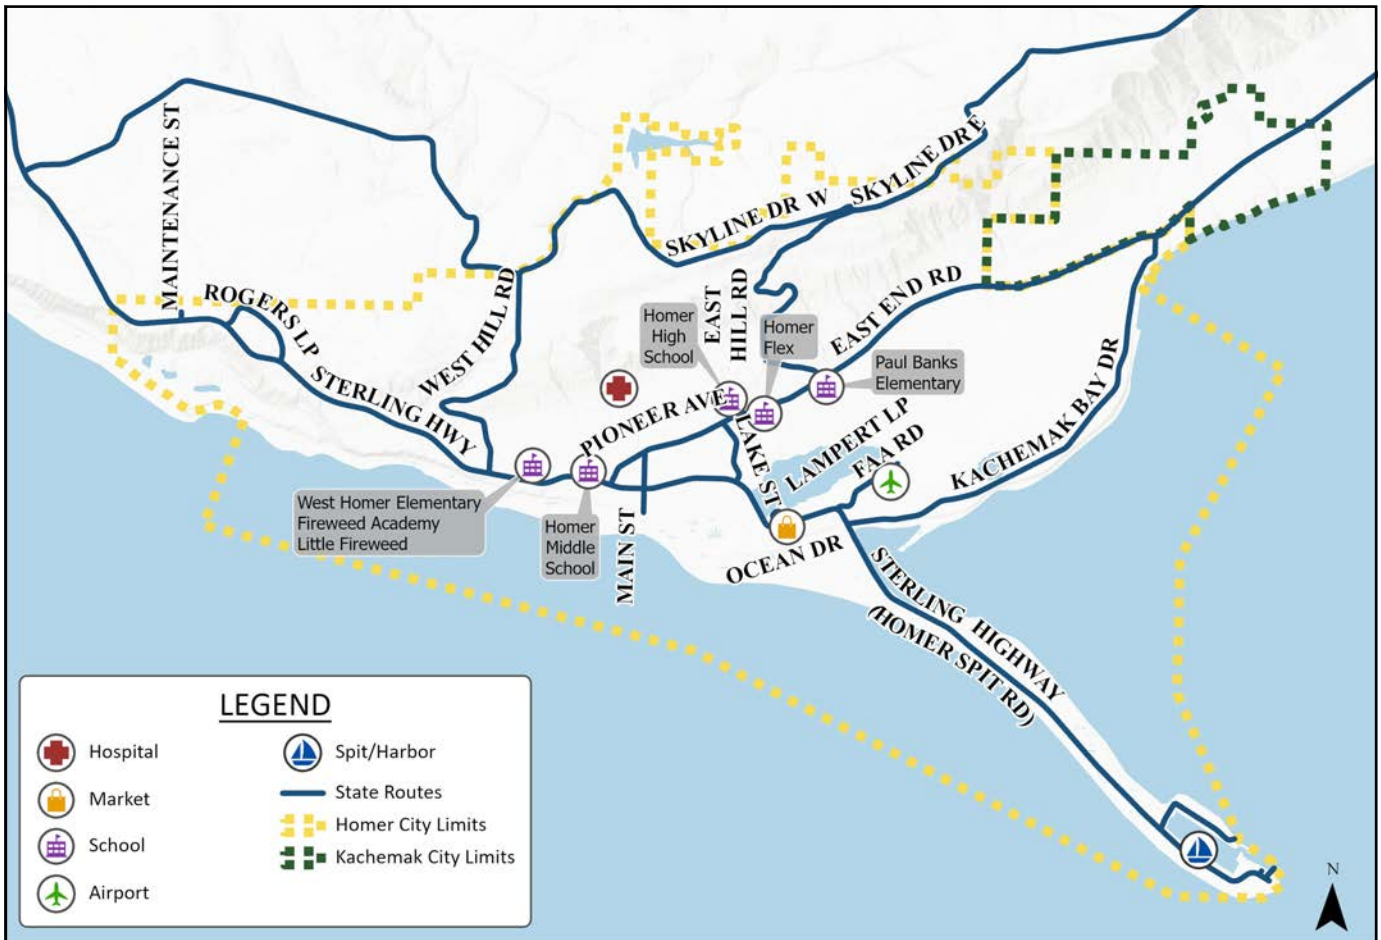 MAINTENANCE ST
SKYLINE DR E
SKYLINE DR W
ROGERS LP
WEST HILL RD
EAST
HILL RD
EAST END RD
Homer
High
School
Homer
Flex
Paul Banks
Elementary
STERLING HWY
PIONEER AVE
LAKE ST
LAMPERT LP
FAA RD
KACHEMAK BAY DR
West Homer Elementary
Fireweed Academy
Little Fireweed
Homer
Middle
School
MAIN ST
OCEAN DR
STERLING HIGHWAY
(HOMER SPIT RD)
LEGEND
Hospital
Market
School
Airport
Spit/Harbor
State Routes
Homer City Limits
Kachemak City Limits
N